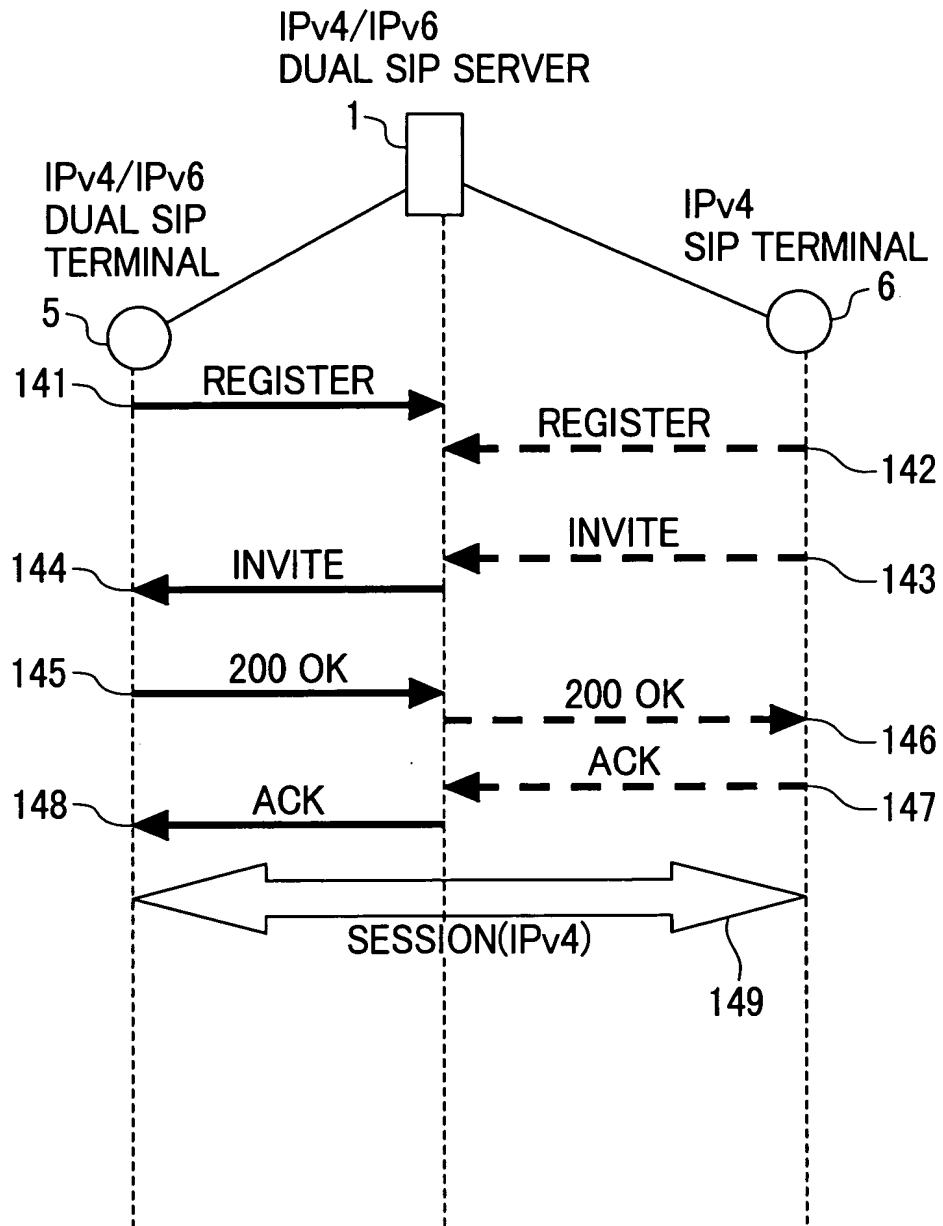 IPv4/IPv6
DUAL SIP SERVER
1
IPv4/IPv6
DUAL SIP
TERMINAL
5
IPv4
SIP TERMINAL
6
141
REGISTER
REGISTER
142
INVITE
143
144
INVITE
145
200 OK
200 OK
146
ACK
147
148
ACK
SESSION(IPv4)
149